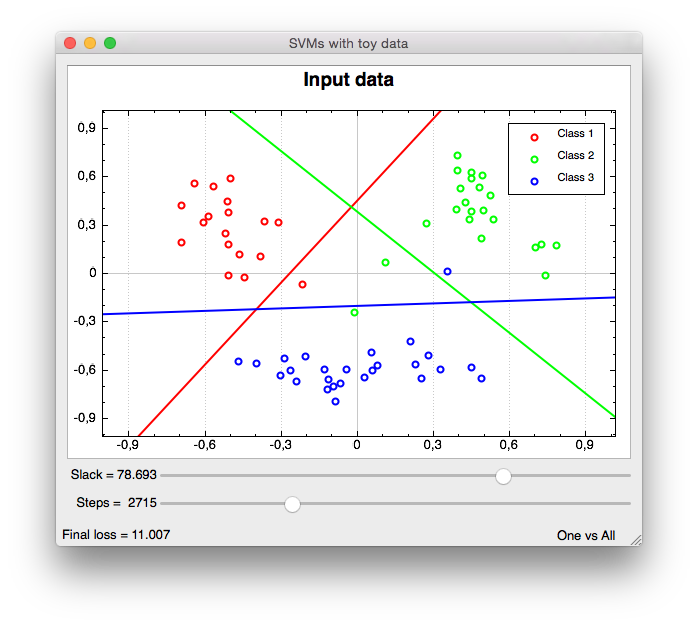 SVMs with toy data
Input data
Class 1
Class 2
Class 3
0,9
0,6
0,3
0
-0,3
-0,6
-0,9
-0,9 -0,6 -0,3 0 0,3 0,6 0,9
Slack = 78.693
Steps = 2715
Final loss = 11.007
One vs All